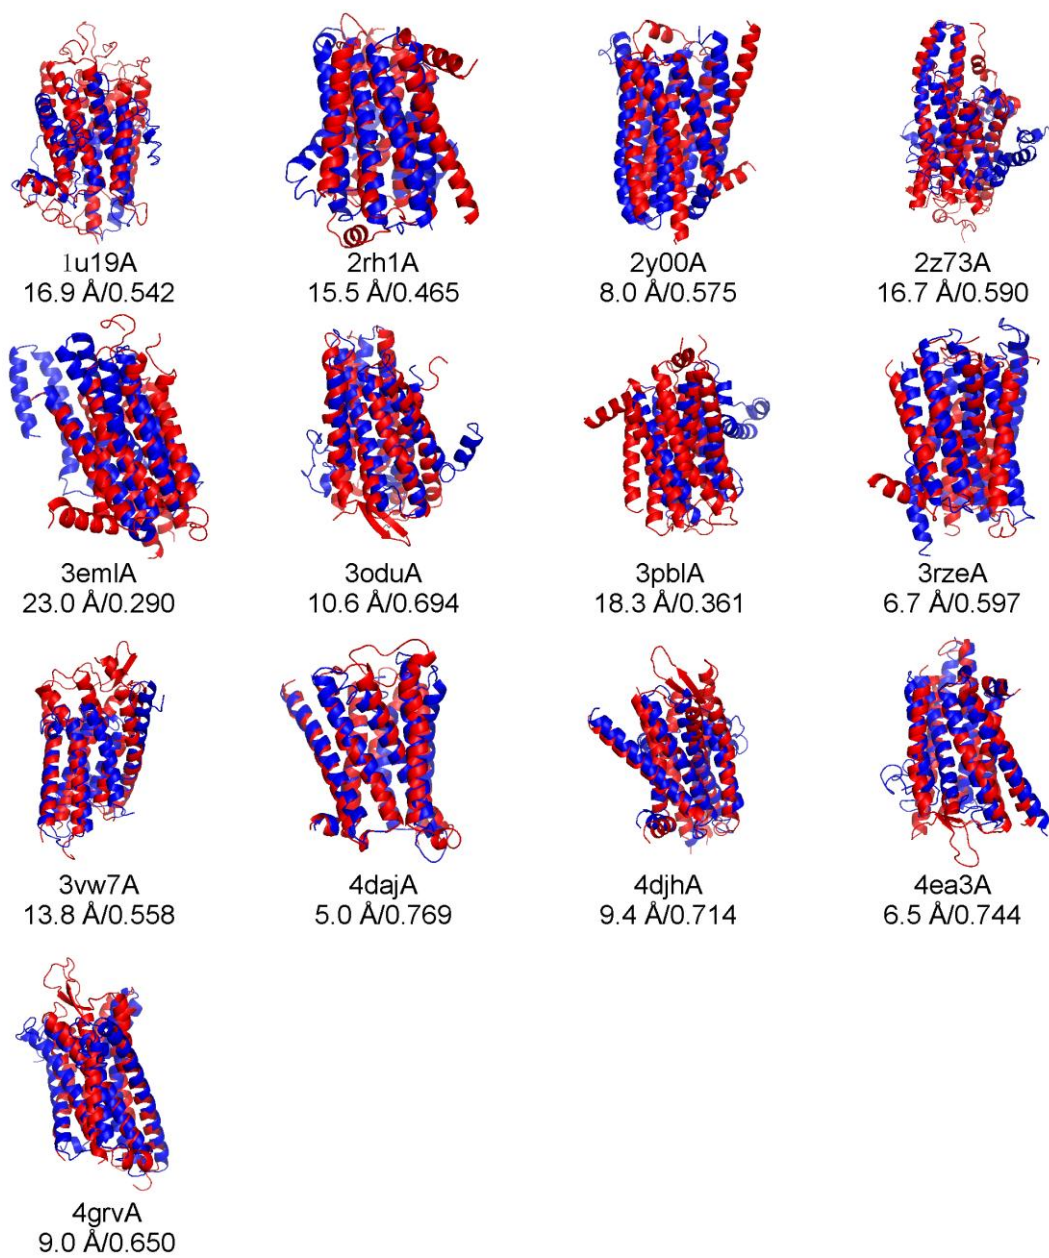 1u19A
16.9 Å/0.542
2rh1A
15.5 Å/0.465
2y00A
8.0 Å/0.575
2z73A
16.7 Å/0.590
3emlA
23.0 Å/0.290
3oduA
10.6 Å/0.694
3pblA
18.3 Å/0.361
3rzeA
6.7 Å/0.597
3vw7A
13.8 Å/0.558
4dajA
5.0 Å/0.769
4djhA
9.4 Å/0.714
4ea3A
6.5 Å/0.744
4grvA
9.0 Å/0.650